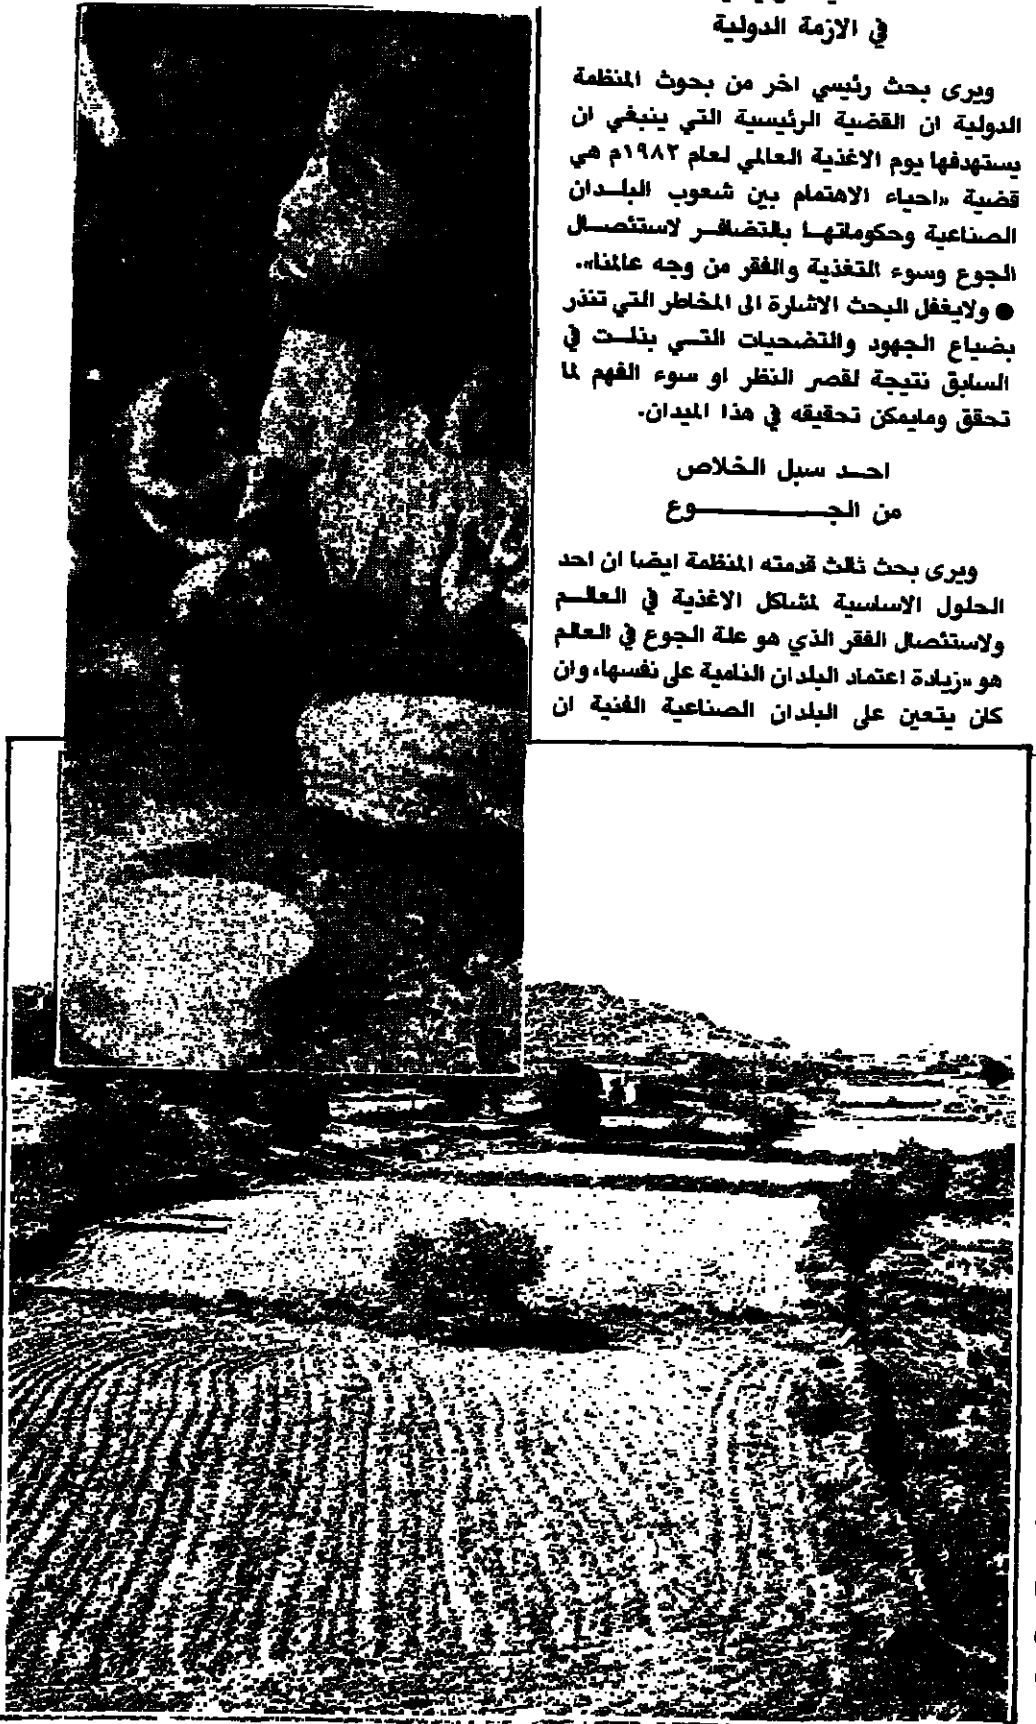 في الازمة الدولية
ويرى بحث رئيسي اخر من بحوث المنظمة
الدولية ان القضية الرئيسية التي ينبغي ان
يستهدفها يوم الاغذية العالمي لعام ١٩٨٢م هي
قضية «احياء الاهتمام بين شعوب البلدان
الصناعية وحكوماتها بالتضافر لاستئصال
الجوع وسوء التغذية والفقر من وجه عالمنا».
● ولايغفل البحث الاشارة الى المخاطر التي تنذر
بضياع الجهود والتضحيات التي بذلت في
السابق نتيجة لقصر النظر او سوء الفهم لما
تحقق ومايمكن تحقيقه في هذا الميدان.
احد سبل الخلاص
من الجوع
ويرى بحث ثالث قدمته المنظمة ايضا ان احد
الحلول الاساسية لمشاكل الاغذية في العالم
ولاستئصال الفقر الذي هو علة الجوع في العالم
هو «زيادة اعتماد البلدان النامية على نفسها، وان
كان يتعين على البلدان الصناعية الغنية ان